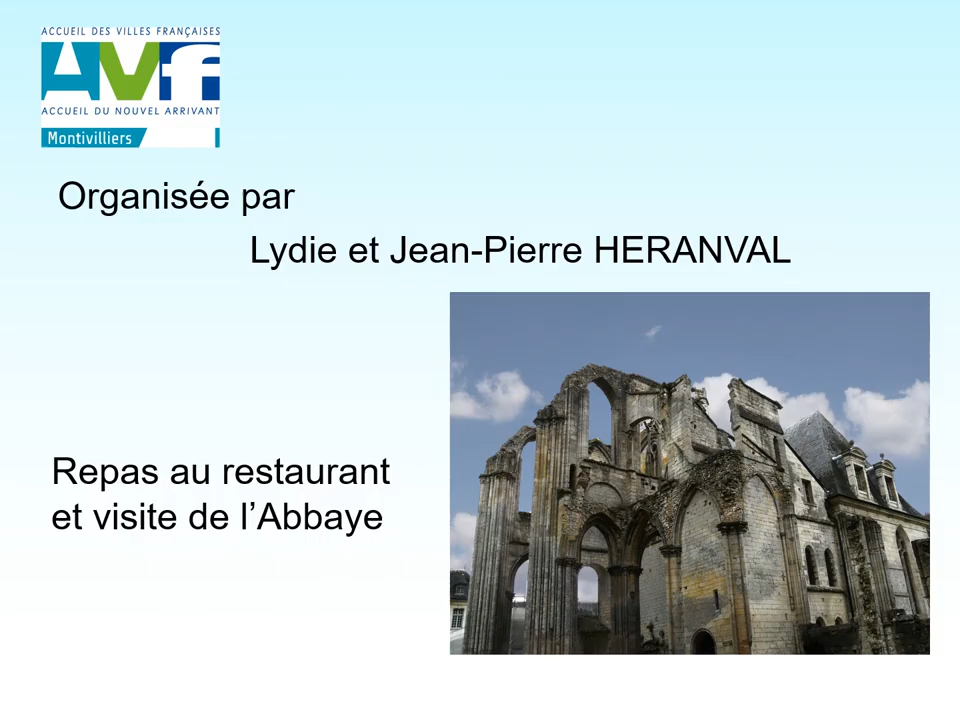 ACCUEIL DES VILLES FRANÇAISES
AVf
ACCUEIL DU NOUVEL ARRIVANT
Montivilliers
Organisée par
Lydie et Jean-Pierre HERANVAL
Repas au restaurant
et visite de l’Abbaye